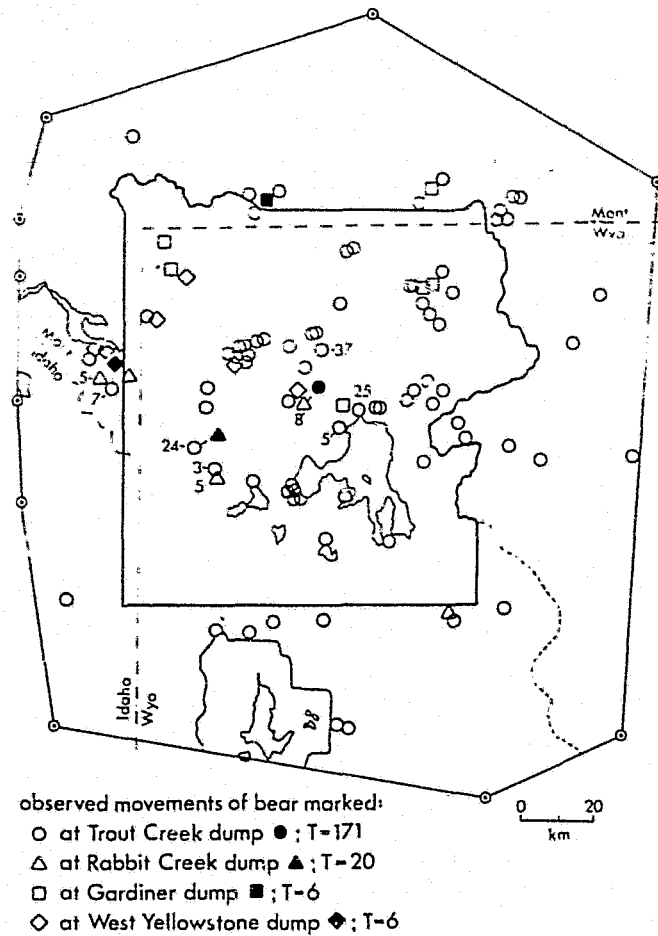 Mont
Wyo
37
Mont
Idaho
5
7
8
25
5
24
3
5
Idaho
Wyo
observed movements of bear marked:
at Trout Creek dump ; T=171
at Rabbit Creek dump ; T=20
at Gardiner dump ; T=6
at West Yellowstone dump ; T=6
0 20
km